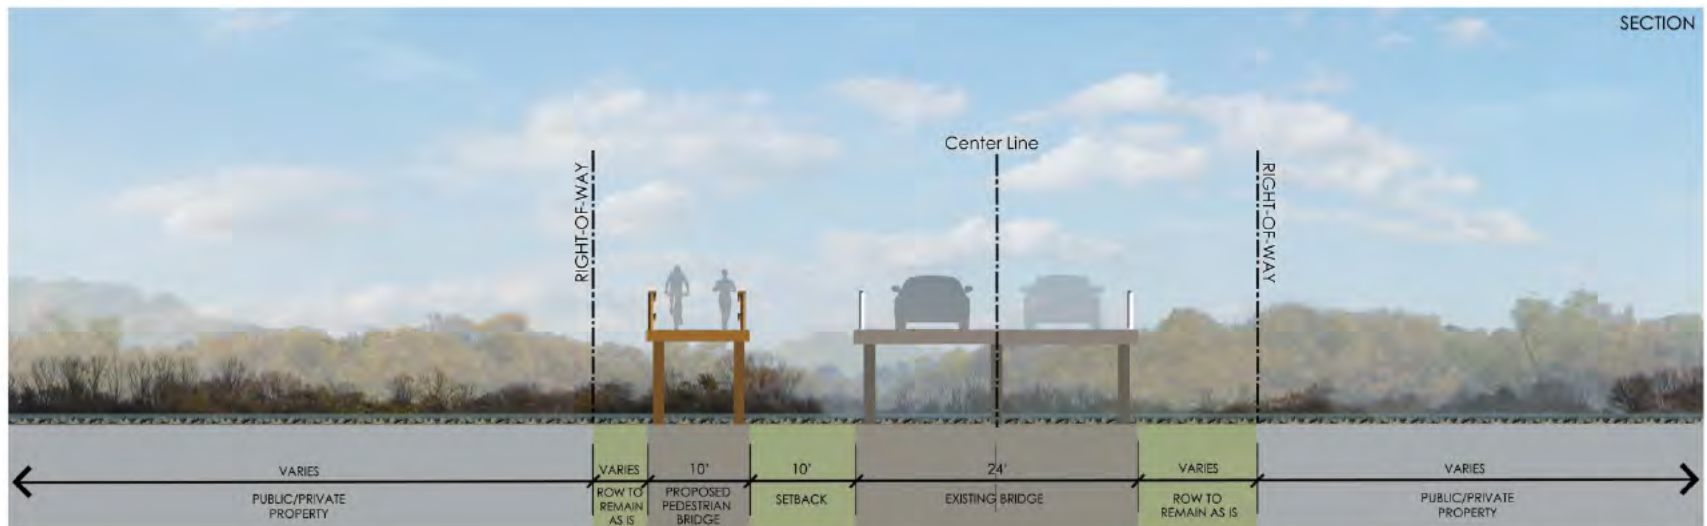 SECTION
Center Line
RIGHT-OF-WAY
RIGHT-OF-WAY
VARIES
VARIES
10'
10'
24'
VARIES
VARIES
PUBLIC/PRIVATE
PROPERTY
ROW TO
REMAIN
AS IS
PROPOSED
PEDESTRIAN
BRIDGE
SETBACK
EXISTING BRIDGE
ROW TO
REMAIN AS IS
PUBLIC/PRIVATE
PROPERTY